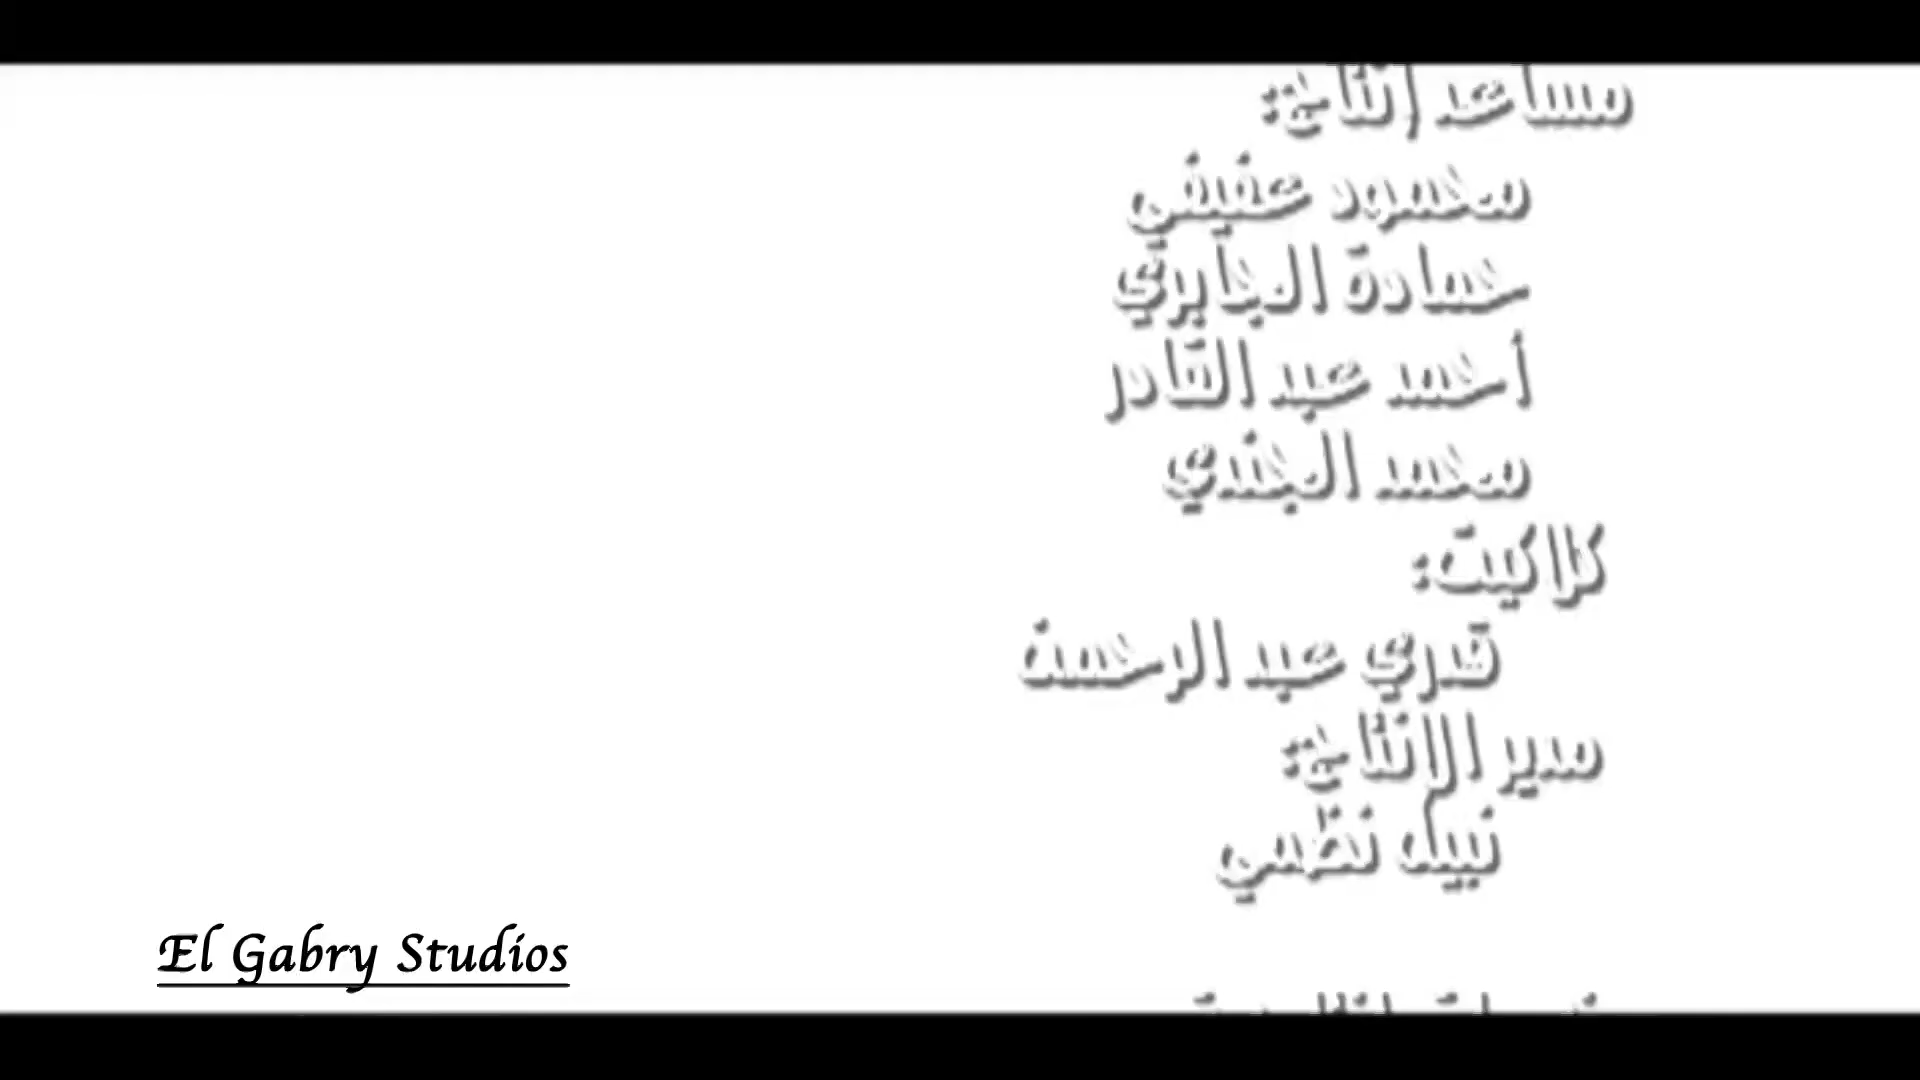 مساعد إنتاج:
محمود عفيفي
حمادة الجابري
أحمد عبد القادر
محمد الجندي
كلاكيت:
قدري عبد الرحمن
مدير الإنتاج:
نبيل نظمي
El Gabry Studios